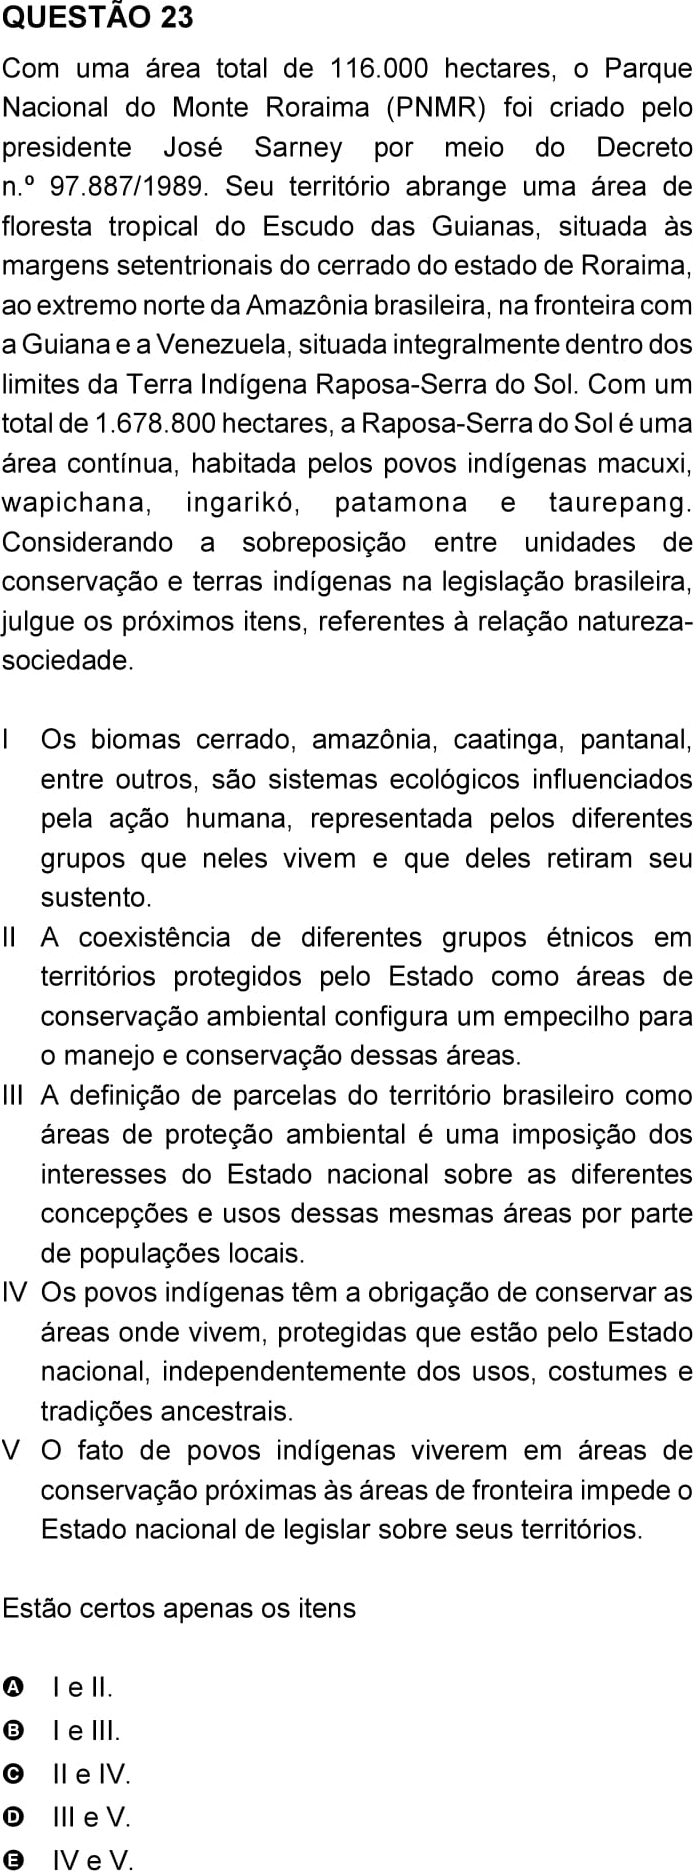 QUESTÃO 23
Com uma área total de 116.000 hectares, o Parque
Nacional do Monte Roraima (PNMR) foi criado pelo
presidente José Sarney por meio do Decreto
n.º 97.887/1989. Seu território abrange uma área de
floresta tropical do Escudo das Guianas, situada às
margens setentrionais do cerrado do estado de Roraima,
ao extremo norte da Amazônia brasileira, na fronteira com
a Guiana e a Venezuela, situada integralmente dentro dos
limites da Terra Indígena Raposa-Serra do Sol. Com um
total de 1.678.800 hectares, a Raposa-Serra do Sol é uma
área contínua, habitada pelos povos indígenas macuxi,
wapichana, ingarikó, patamona e taurepang.
Considerando a sobreposição entre unidades de
conservação e terras indígenas na legislação brasileira,
julgue os próximos itens, referentes à relação natureza-
sociedade.
I Os biomas cerrado, amazônia, caatinga, pantanal,
entre outros, são sistemas ecológicos influenciados
pela ação humana, representada pelos diferentes
grupos que neles vivem e que deles retiram seu
sustento.
II A coexistência de diferentes grupos étnicos em
territórios protegidos pelo Estado como áreas de
conservação ambiental configura um empecilho para
o manejo e conservação dessas áreas.
III A definição de parcelas do território brasileiro como
áreas de proteção ambiental é uma imposição dos
interesses do Estado nacional sobre as diferentes
concepções e usos dessas mesmas áreas por parte
de populações locais.
IV Os povos indígenas têm a obrigação de conservar as
áreas onde vivem, protegidas que estão pelo Estado
nacional, independentemente dos usos, costumes e
tradições ancestrais.
V O fato de povos indígenas viverem em áreas de
conservação próximas às áreas de fronteira impede o
Estado nacional de legislar sobre seus territórios.
Estão certos apenas os itens
A I e II.
B I e III.
C II e IV.
D III e V.
E IV e V.